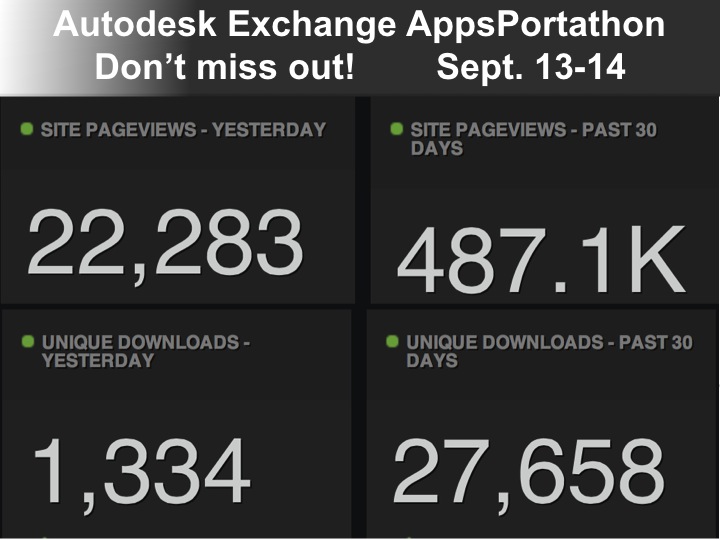 Autodesk Exchange AppsPortathon
Don’t miss out! Sept. 13-14
SITE PAGEVIEWS - YESTERDAY
22,283
SITE PAGEVIEWS - PAST 30
DAYS
487.1K
UNIQUE DOWNLOADS -
YESTERDAY
1,334
UNIQUE DOWNLOADS - PAST 30
DAYS
27,658